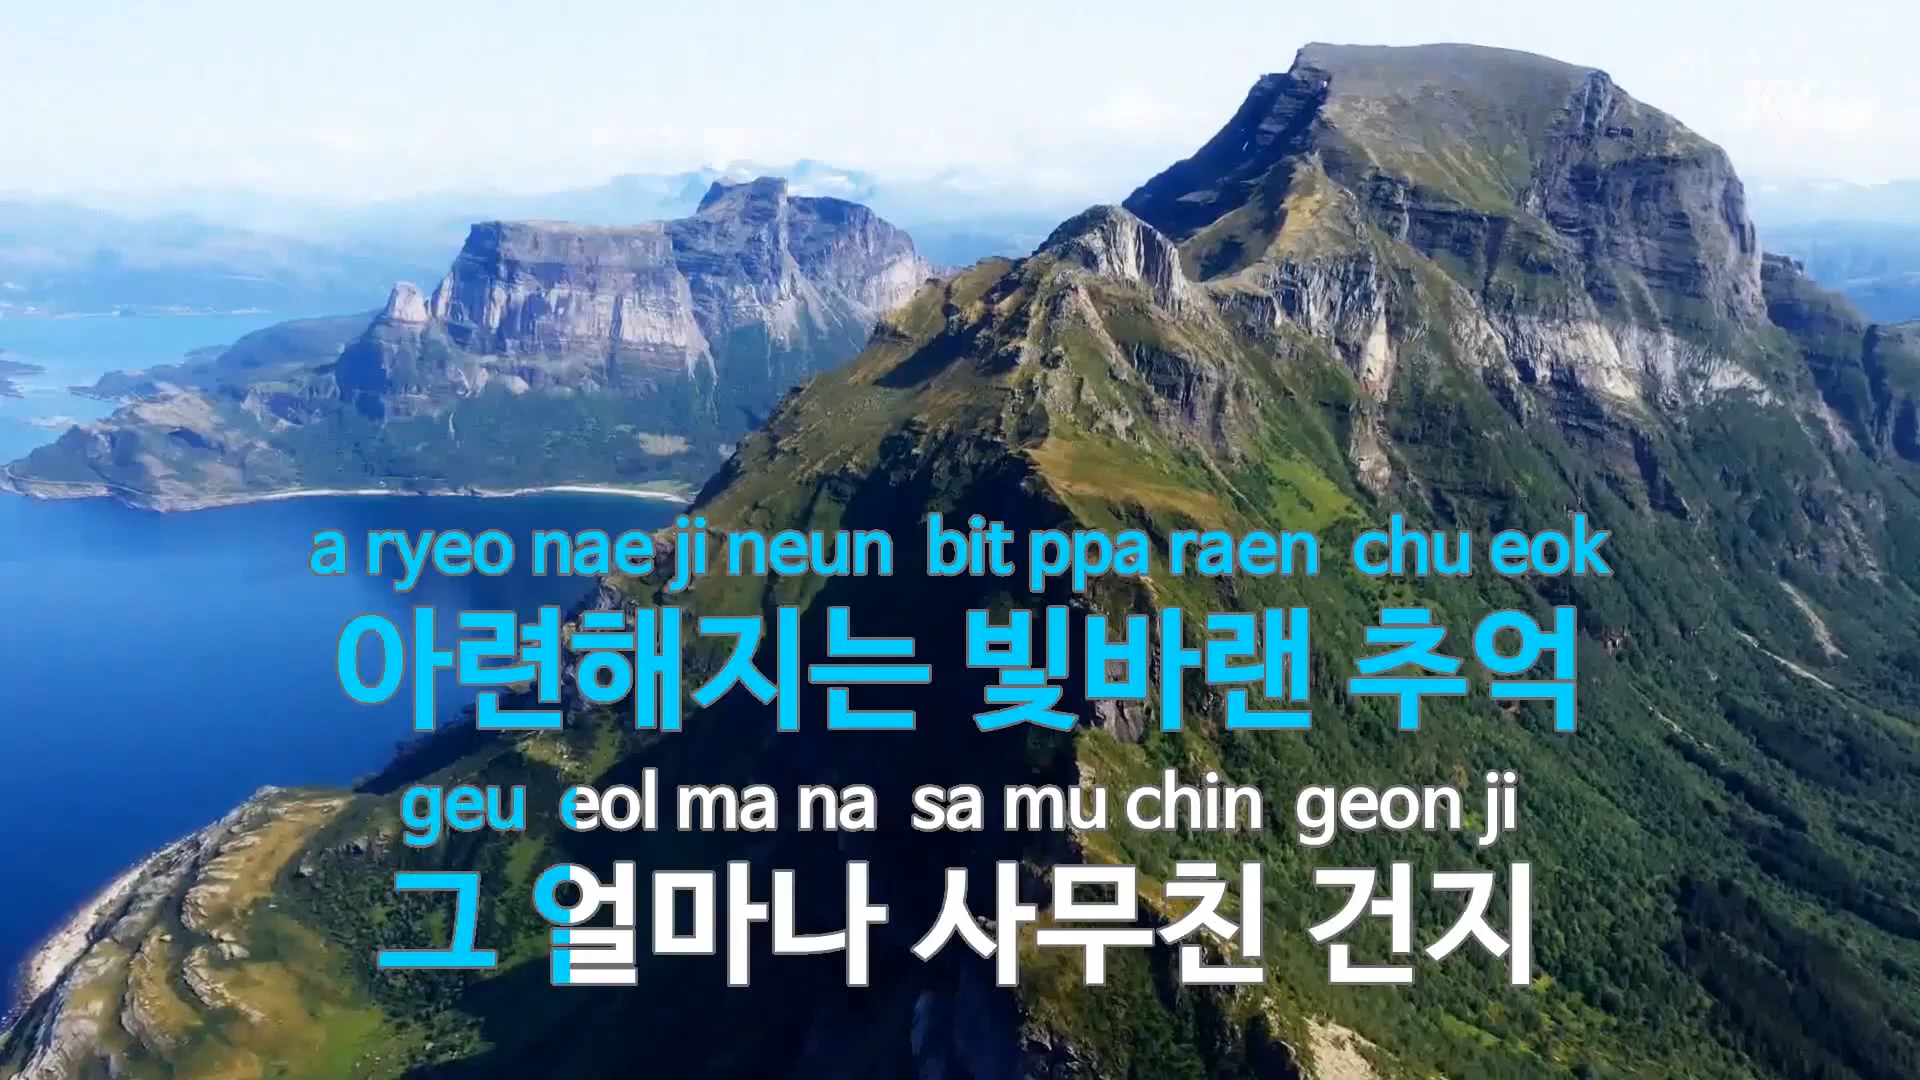 a ryeo nae ji neun bit ppa raen chu eok
아련해지는 빛바랜 추억
geu eol ma na sa mu chin geon ji
그 얼마나 사무친 건지